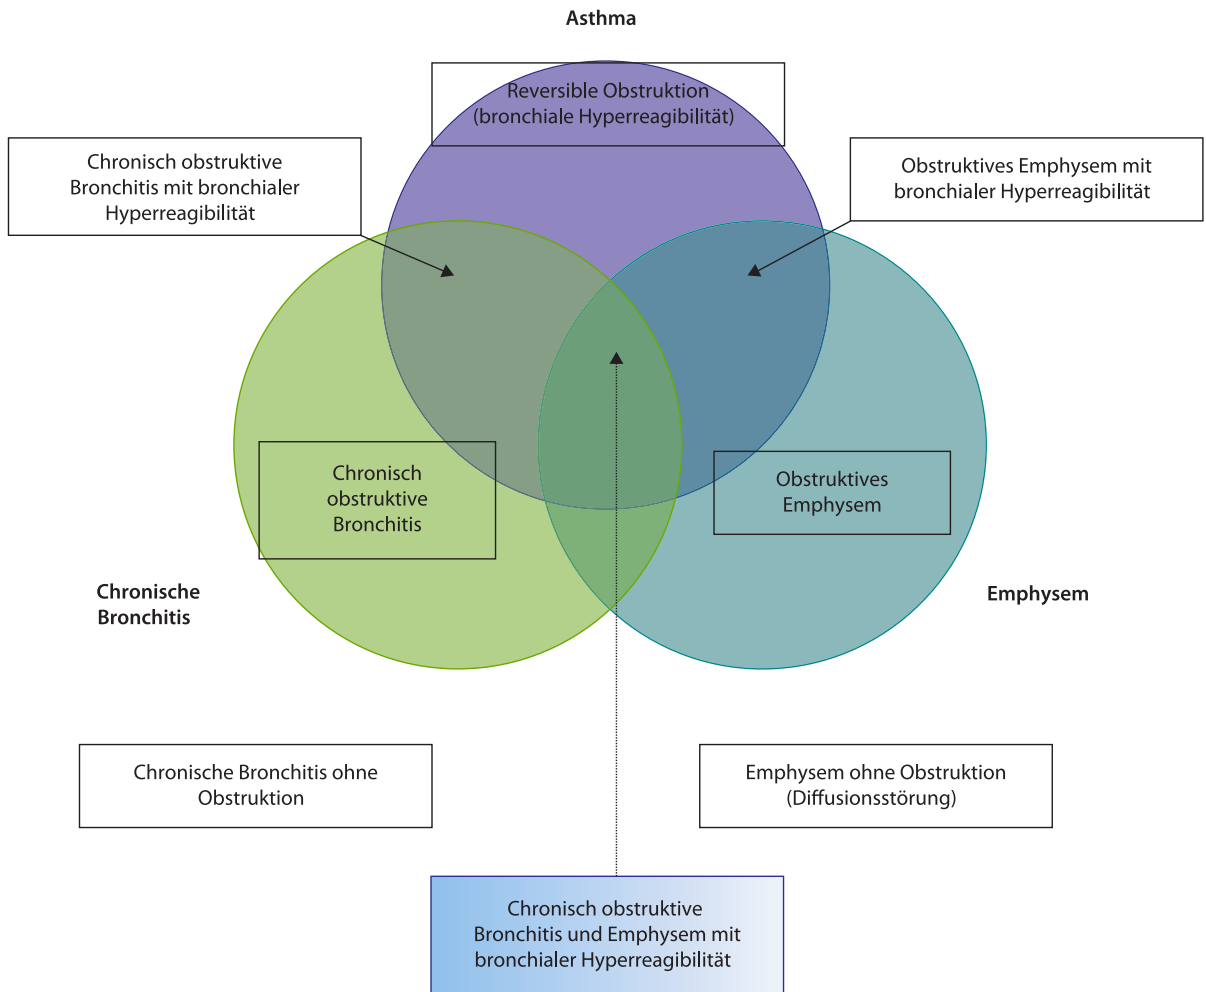 Asthma
Reversible Obstruktion
(bronchiale Hyperreagibilität)
Chronisch obstruktive
Bronchitis mit bronchialer
Hyperreagibilität
Obstruktives Emphysem mit
bronchialer Hyperreagibilität
Chronisch
obstruktive
Bronchitis
Obstruktives
Emphysem
Chronische
Bronchitis
Emphysem
Chronische Bronchitis ohne
Obstruktion
Emphysem ohne Obstruktion
(Diffusionsstörung)
Chronisch obstruktive
Bronchitis und Emphysem mit
bronchialer Hyperreagibilität